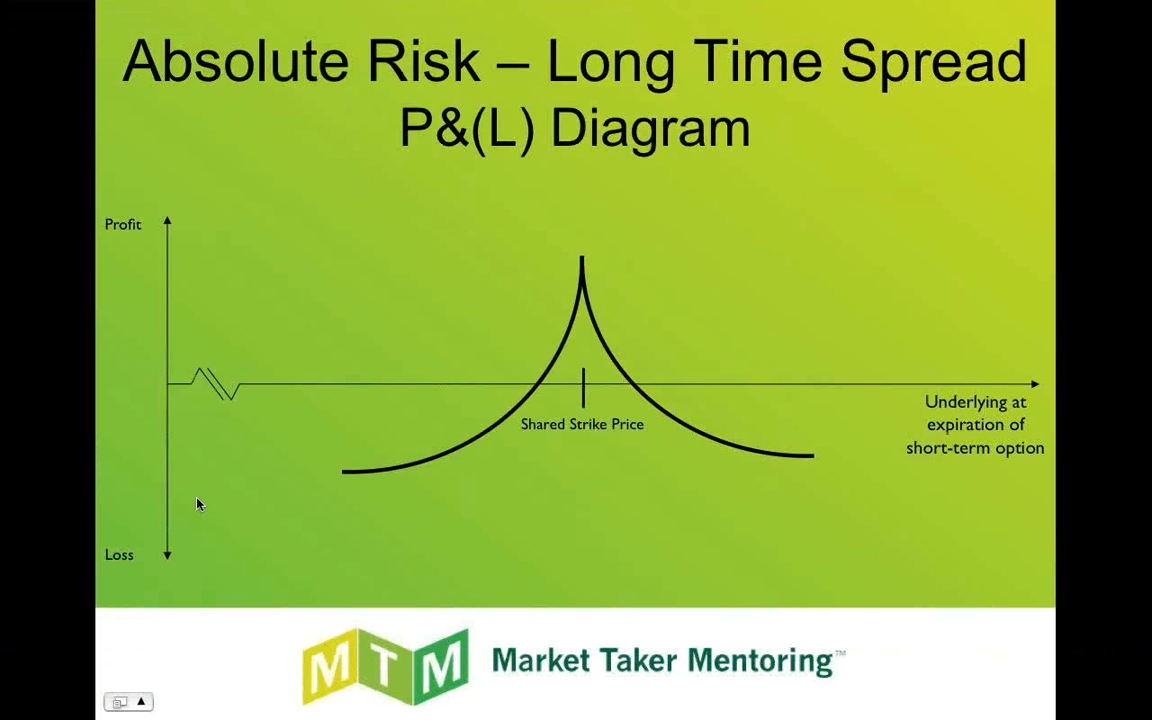 Absolute Risk – Long Time Spread
P&(L) Diagram
Profit
Shared Strike Price
Underlying at
expiration of
short-term option
Loss
MTM
Market Taker Mentoring™